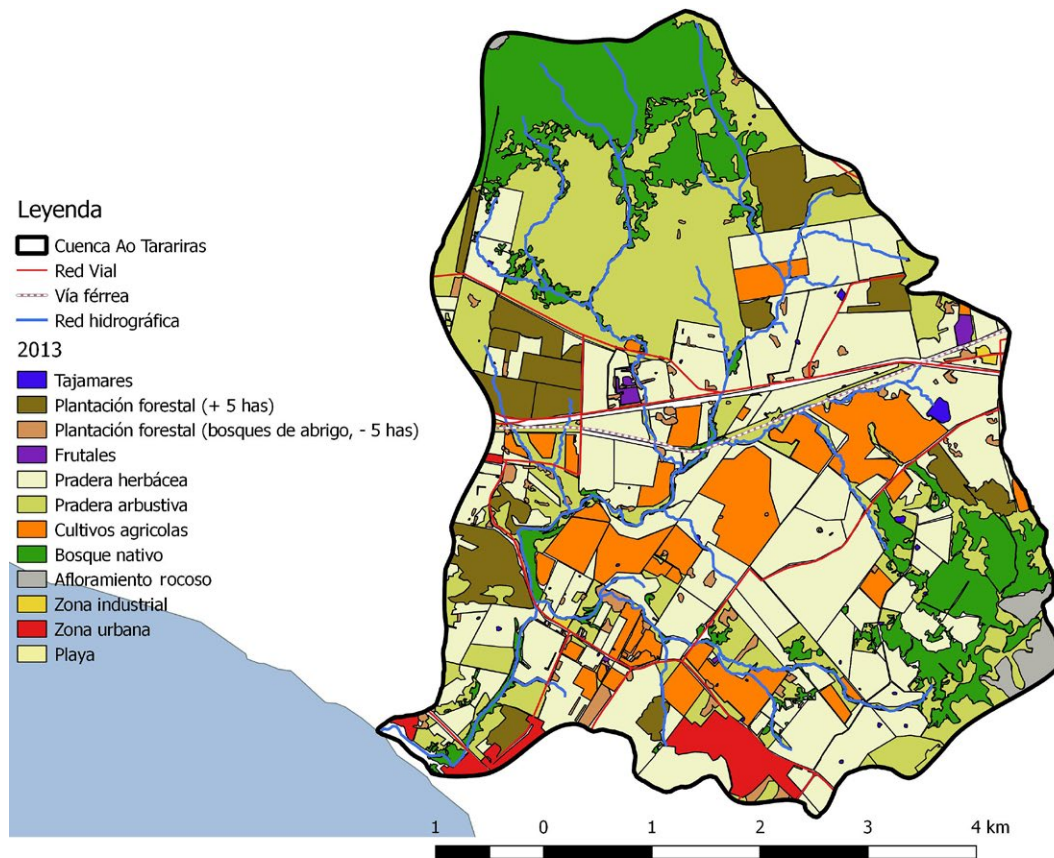 Leyenda
Cuenca Ao Tarariras
Red Vial
Vía férrea
Red hidrográfica
2013
Tajamares
Plantación forestal (+ 5 has)
Plantación forestal (bosques de abrigo, - 5 has)
Frutales
Pradera herbácea
Pradera arbustiva
Cultivos agricolas
Bosque nativo
Afloramiento rocoso
Zona industrial
Zona urbana
Playa
1 0 1 2 3 4 km